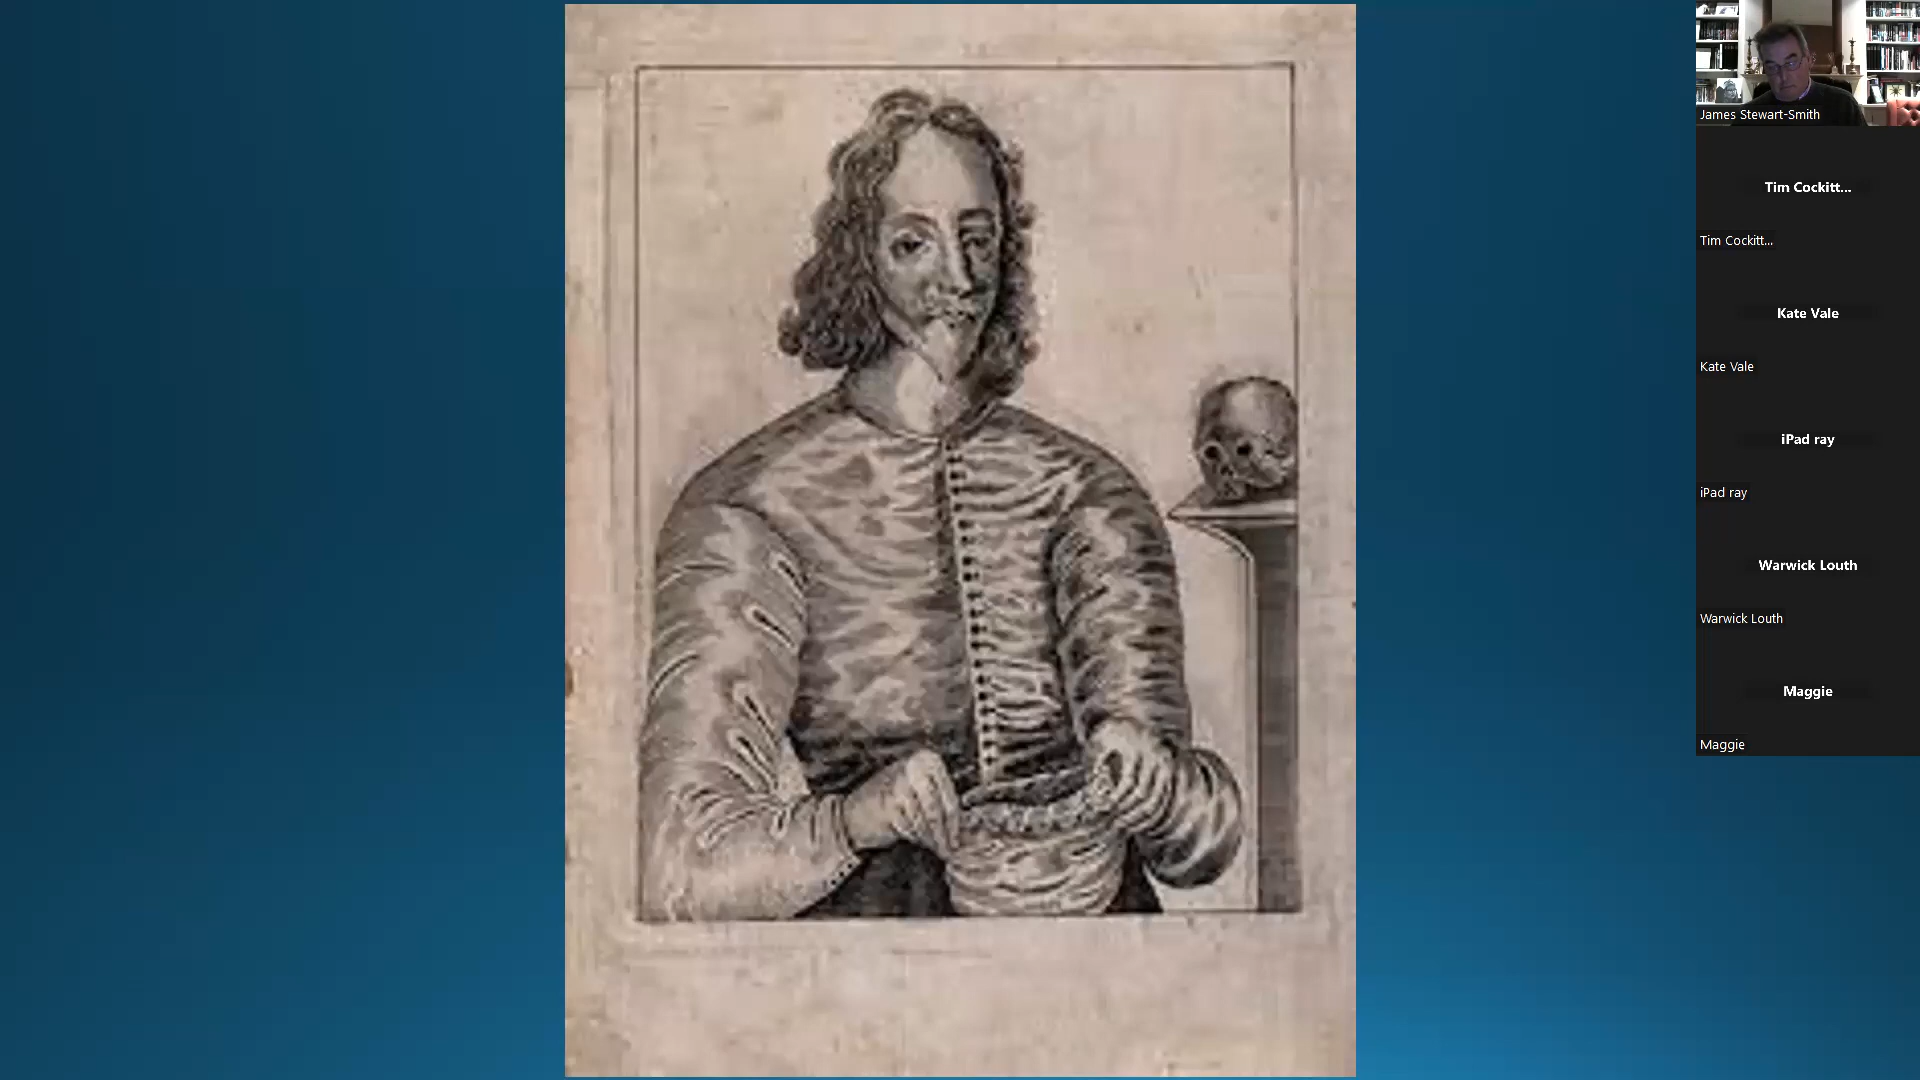 James Stewart-Smith
Tim Cockitt...
Tim Cockitt...
Kate Vale
Kate Vale
iPad ray
iPad ray
Warwick Louth
Warwick Louth
Maggie
Maggie